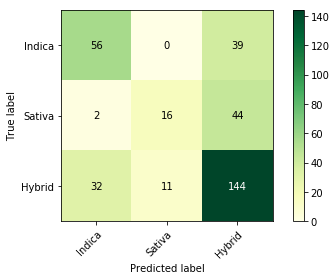 True label
Indica 56 0 39
Sativa 2 16 44
Hybrid 32 11 144
Indica Sativa Hybrid
Predicted label
140
120
100
80
60
40
20
0